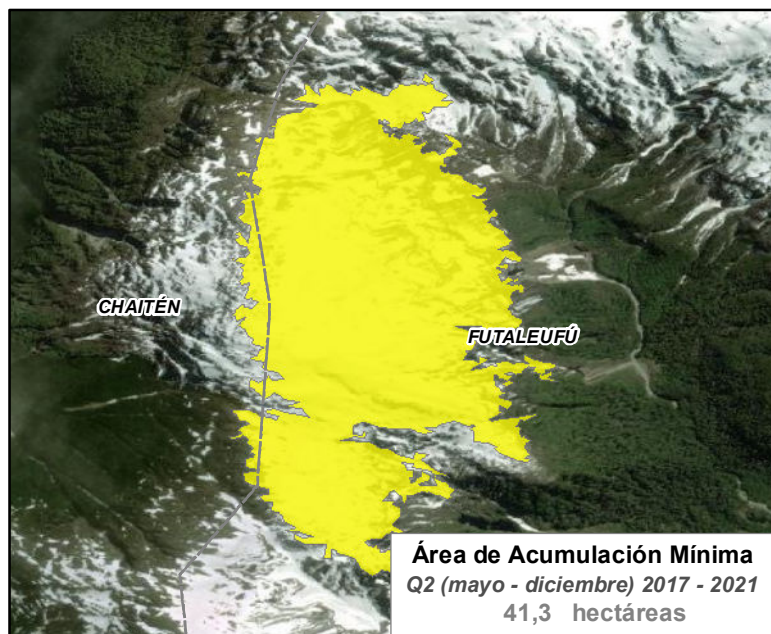 CHAITÉN
FUTALEUFÚ
Área de Acumulación Mínima
Q2 (mayo - diciembre) 2017 - 2021
41,3 hectáreas